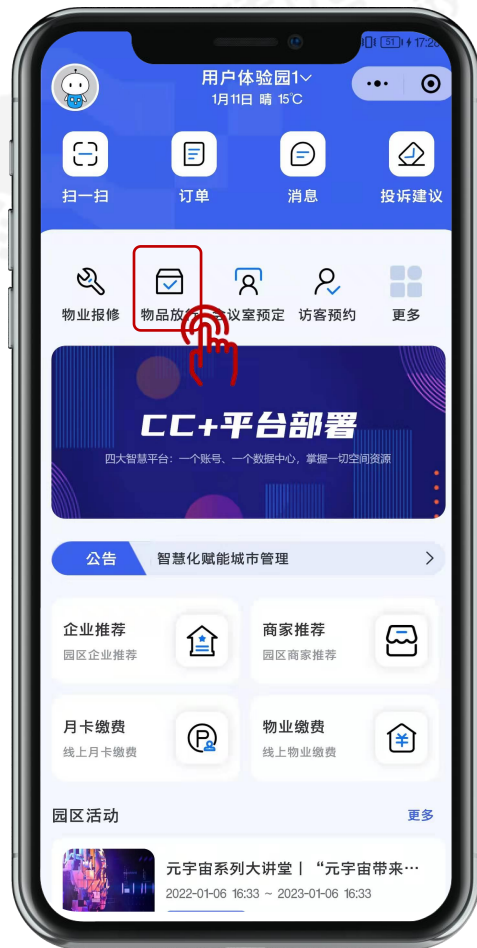 51 17:20
用户体验园1
1月11日 晴 15℃
扫一扫 订单 消息 投诉建议
物业报修 物品放行 会议室预定 访客预约 更多
CC+平台部署
四大智慧平台：一个账号、一个数据中心，掌握一切空间资源
公告 智慧化赋能城市管理
企业推荐 商家推荐
园区企业推荐 园区商家推荐
月卡缴费 物业缴费
线上月卡缴费 线上物业缴费
园区活动 更多
元宇宙系列大讲堂丨“元宇宙带来…
2022-01-06 16:33 ~ 2023-01-06 16:33